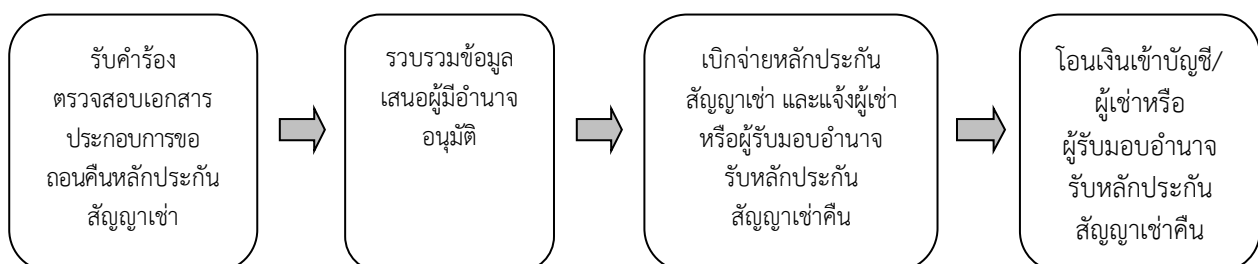 รับคำร้อง
ตรวจสอบเอกสาร
ประกอบการขอ
ถอนคืนหลักประกัน
สัญญาเช่า
รวบรวมข้อมูล
เสนอผู้มีอำนาจ
อนุมัติ
เบิกจ่ายหลักประกัน
สัญญาเช่า และแจ้งผู้เช่า
หรือผู้รับมอบอำนาจ
รับหลักประกัน
สัญญาเช่าคืน
โอนเงินเข้าบัญชี/
ผู้เช่าหรือ
ผู้รับมอบอำนาจ
รับหลักประกัน
สัญญาเช่าคืน